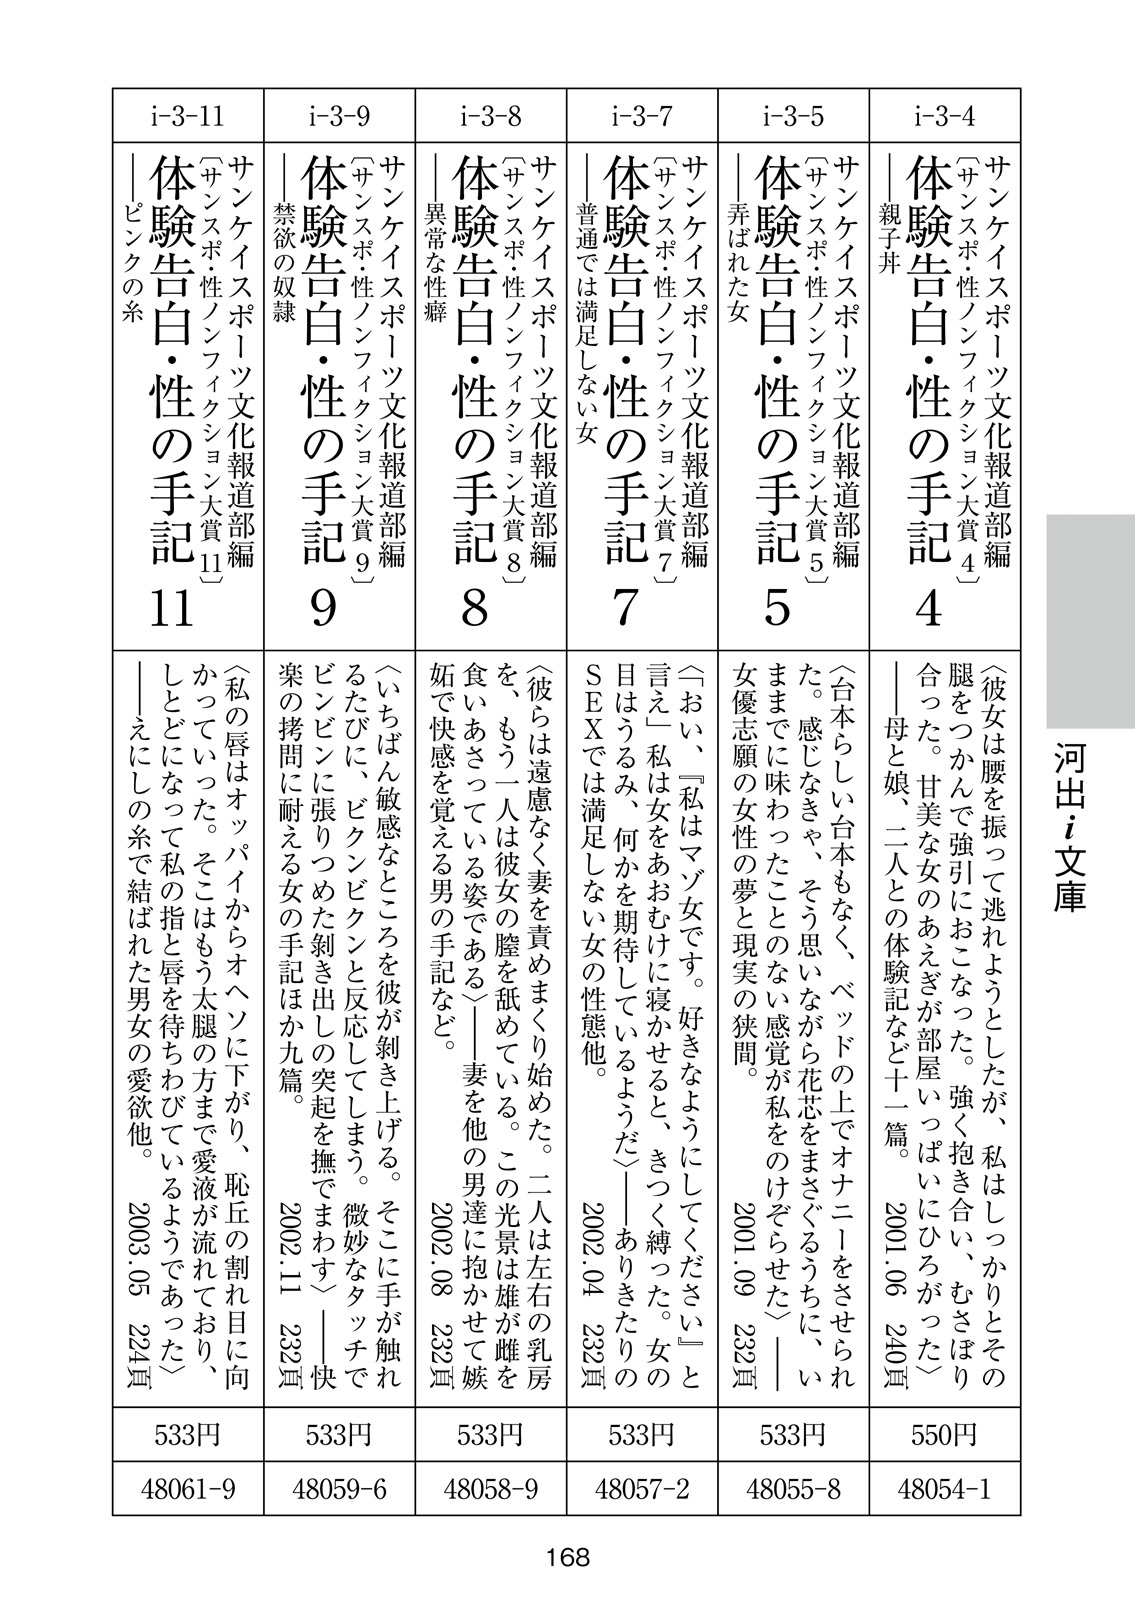 河出i文庫
i-3-4
サンケイスポーツ文化報道部編
〔サンスポ・性ノンフィクション大賞4〕
体験告白・性の手記 4
――親子丼
〈彼女は腰を振って逃れようとしたが、私はしっかりとその
腿をつかんで強引におこなった。強く抱き合い、むさぼり
合った。甘美な女のあえぎが部屋いっぱいにひろがった〉
――母と娘、二人との体験記など十一篇。 2001.06 240頁
550円
48054-1
i-3-5
サンケイスポーツ文化報道部編
〔サンスポ・性ノンフィクション大賞5〕
体験告白・性の手記 5
――弄ばれた女
〈台本らしい台本もなく、ベッドの上でオナニーをさせられ
た。感じなきゃ、そう思いながら花芯をまさぐるうちに、い
ままでに味わったことのない感覚が私をのけぞらせた〉――
女優志願の女性の夢と現実の狭間。 2001.09 232頁
533円
48055-8
i-3-7
サンケイスポーツ文化報道部編
〔サンスポ・性ノンフィクション大賞7〕
体験告白・性の手記 7
――普通では満足しない女
〈「おい、『私はマゾ女です。好きなようにしてください』と
言え」私は女をあおむけに寝かせると、きつく縛った。女の
目はうるみ、何かを期待しているようだ〉――ありきたりの
SEXでは満足しない女の性態他。 2002.04 232頁
533円
48057-2
i-3-8
サンケイスポーツ文化報道部編
〔サンスポ・性ノンフィクション大賞8〕
体験告白・性の手記 8
――異常な性癖
〈彼らは遠慮なく妻を責めまくり始めた。二人は左右の乳房
を、もう一人は彼女の膣を舐めている。この光景は雄が雌を
食いあさっている姿である〉――妻を他の男達に抱かせて嫉
妬で快感を覚える男の手記など。 2002.08 232頁
533円
48058-9
i-3-9
サンケイスポーツ文化報道部編
〔サンスポ・性ノンフィクション大賞9〕
体験告白・性の手記 9
――禁欲の奴隷
〈いちばん敏感なところを彼が剝き上げる。そこに手が触れ
るたびに、ビクンビクンと反応してしまう。微妙なタッチで
ビンビンに張りつめた剝き出しの突起を撫でまわす〉――快
楽の拷問に耐える女の手記ほか九篇。 2002.11 232頁
533円
48059-6
i-3-11
サンケイスポーツ文化報道部編
〔サンスポ・性ノンフィクション大賞11〕
体験告白・性の手記 11
――ピンクの糸
〈私の唇はオッパイからオヘソに下がり、恥丘の割れ目に向
かっていった。そこはもう太腿の方まで愛液が流れており、
しとどになって私の指と唇を待ちわびているようであった〉
――えにしの糸で結ばれた男女の愛欲他。 2003.05 224頁
533円
48061-9
168